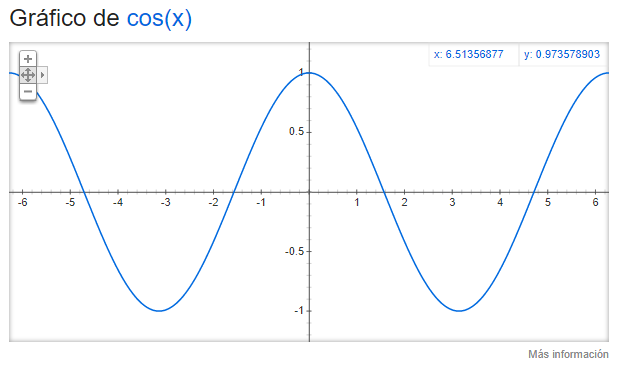 Gráfico de cos(x)
x: 6.51356877 y: 0.973578903
1
0.5
-6 -5 -4 -3 -2 -1 1 2 3 4 5 6
-0.5
-1
Más información